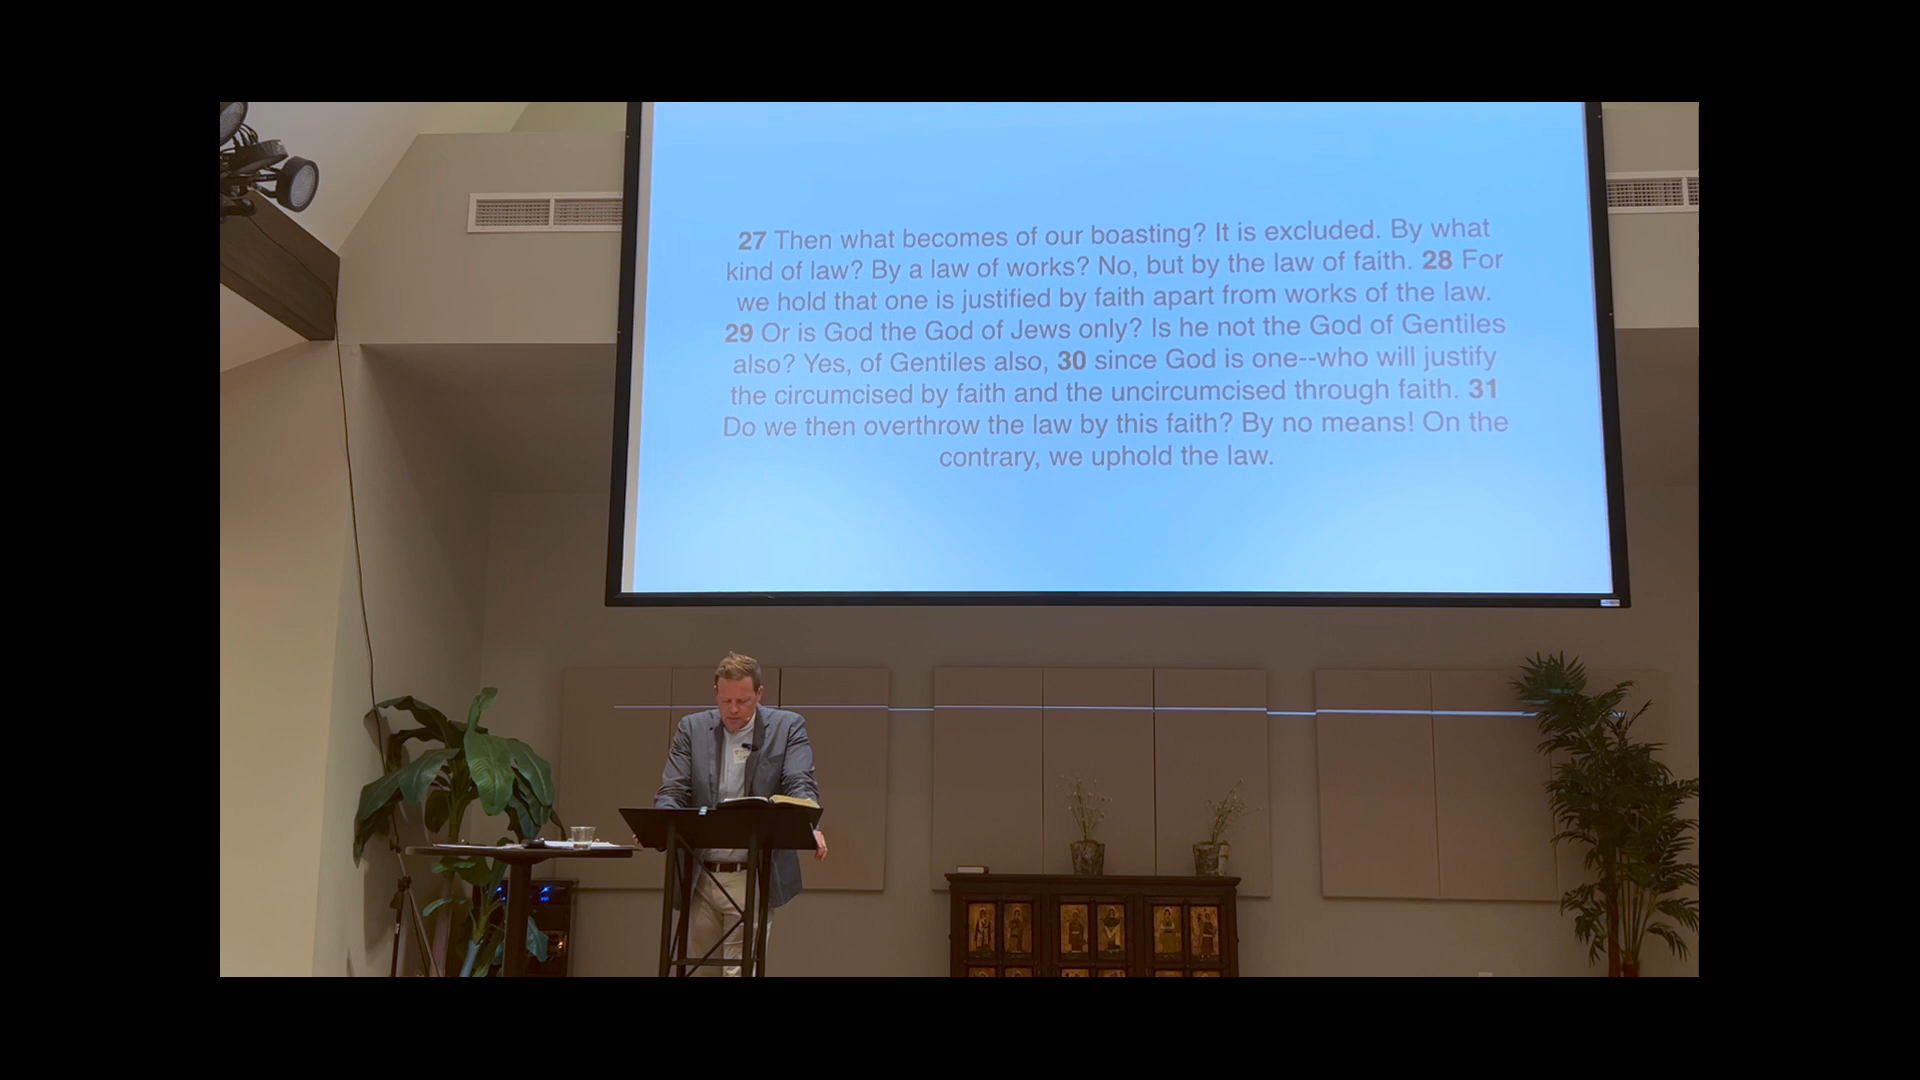 27 Then what becomes of our boasting? It is excluded. By what
kind of law? By a law of works? No, but by the law of faith. 28 For
we hold that one is justified by faith apart from works of the law.
29 Or is God the God of Jews only? Is he not the God of Gentiles
also? Yes, of Gentiles also, 30 since God is one--who will justify
the circumcised by faith and the uncircumcised through faith. 31
Do we then overthrow the law by this faith? By no means! On the
contrary, we uphold the law.